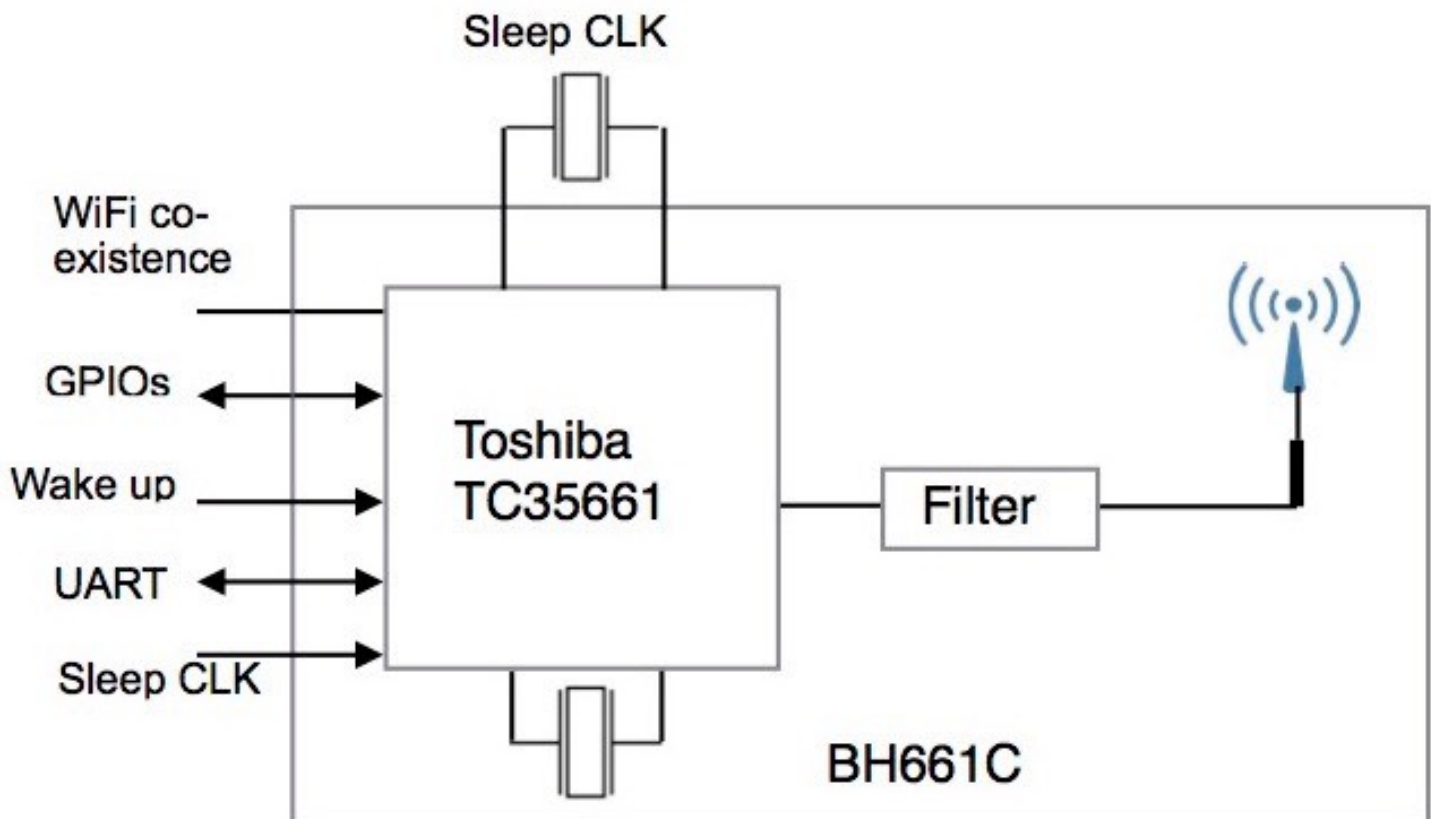 Sleep CLK
WiFi co-
existence
GPIOs
Wake up
UART
Sleep CLK
Toshiba
TC35661
Filter
BH661C